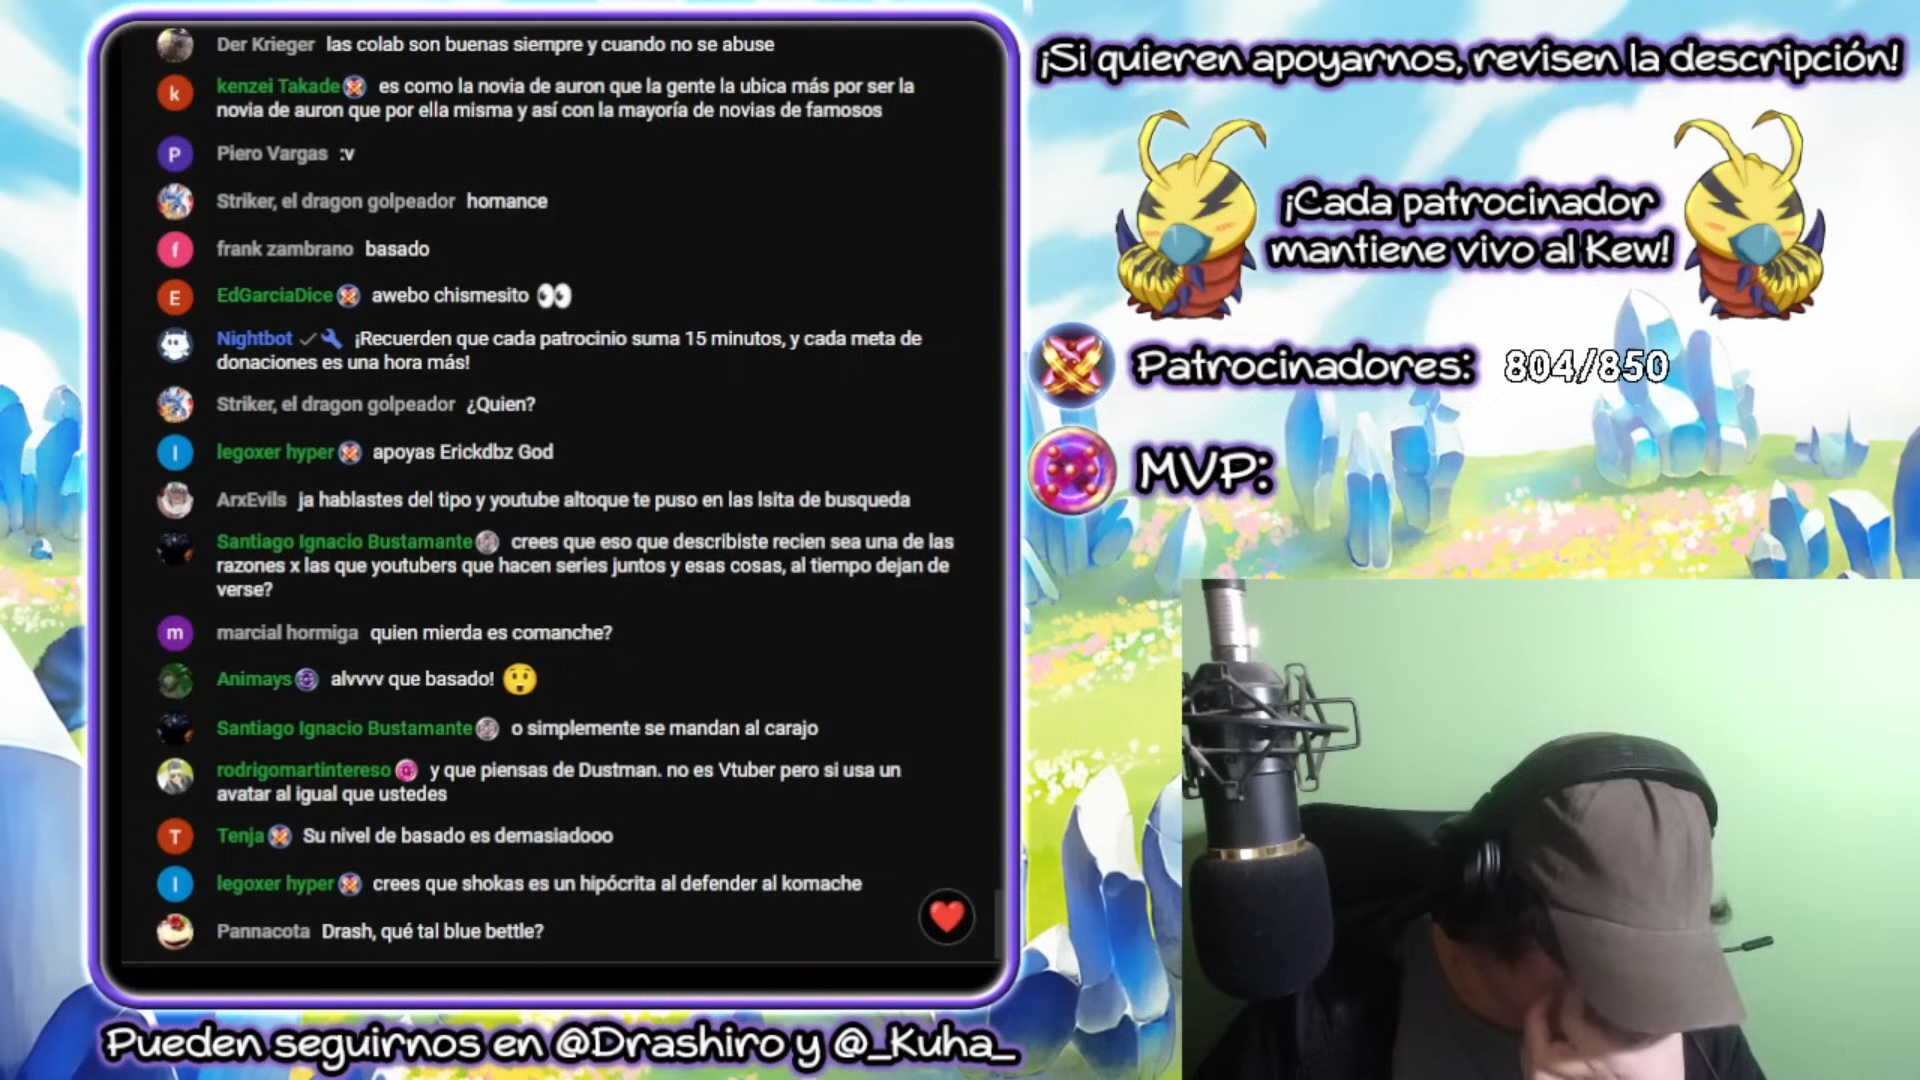 Der Krieger las colab son buenas siempre y cuando no se abuse
k
kenzei Takade es como la novia de auron que la gente la ubica más por ser la
novia de auron que por ella misma y así con la mayoría de novias de famosos
P
Piero Vargas :v
Striker, el dragon golpeador homance
f
frank zambrano basado
E
EdGarciaDice awebo chismesito 👀
Nightbot ¡Recuerden que cada patrocinio suma 15 minutos, y cada meta de
donaciones es una hora más!
Striker, el dragon golpeador ¿Quien?
l
legoxer hyper apoyas Erickdbz God
ArxEvils ja hablastes del tipo y youtube altoque te puso en las lsita de busqueda
Santiago Ignacio Bustamante crees que eso que describiste recien sea una de las
razones x las que youtubers que hacen series juntos y esas cosas, al tiempo dejan de
verse?
m
marcial hormiga quien mierda es comanche?
Animays alvvvv que basado! 😲
Santiago Ignacio Bustamante o simplemente se mandan al carajo
rodrigomartintereso y que piensas de Dustman. no es Vtuber pero si usa un
avatar al igual que ustedes
T
Tenja Su nivel de basado es demasiadooo
l
legoxer hyper crees que shokas es un hipócrita al defender al komache
Pannacota Drash, qué tal blue bettle?
Pueden seguirnos en @Drashiro y @_Kuha_
¡Si quieren apoyarnos, revisen la descripción!
¡Cada patrocinador
mantiene vivo al Kew!
Patrocinadores: 804/850
MVP: